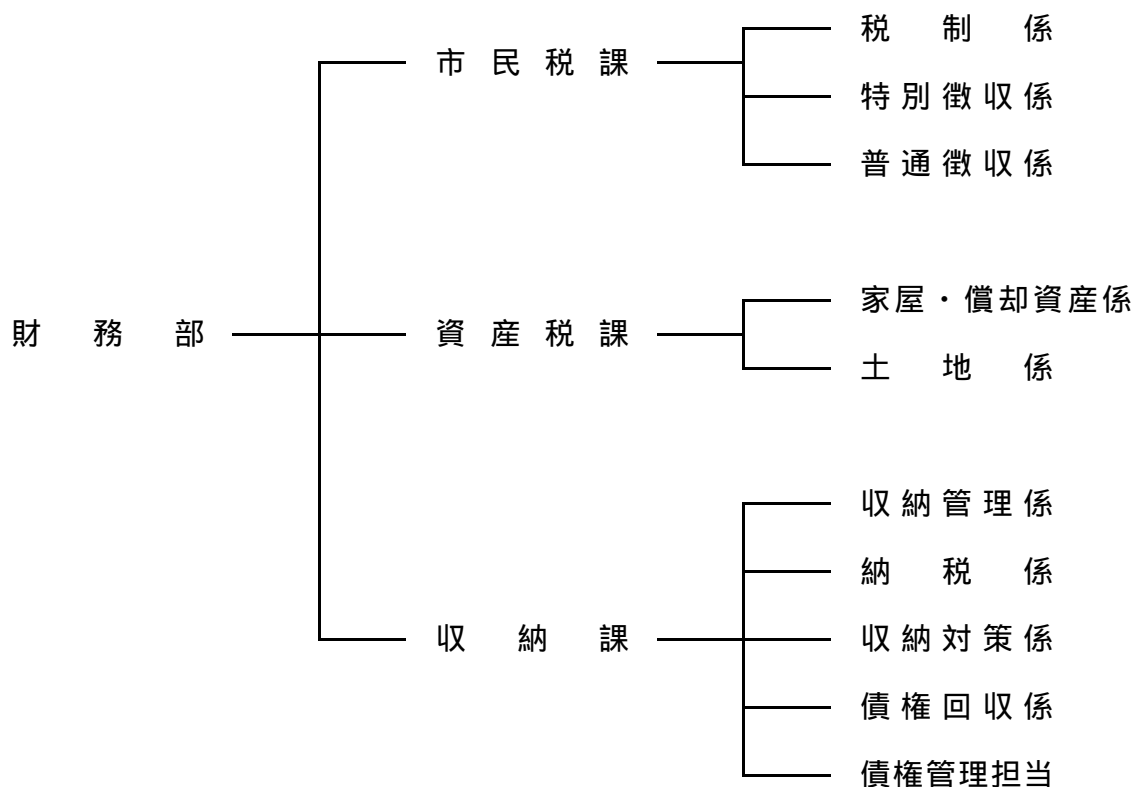 財務部
市民税課
税制係
特別徴収係
普通徴収係
資産税課
家屋・償却資産係
土地係
収納課
収納管理係
納税係
収納対策係
債権回収係
債権管理担当